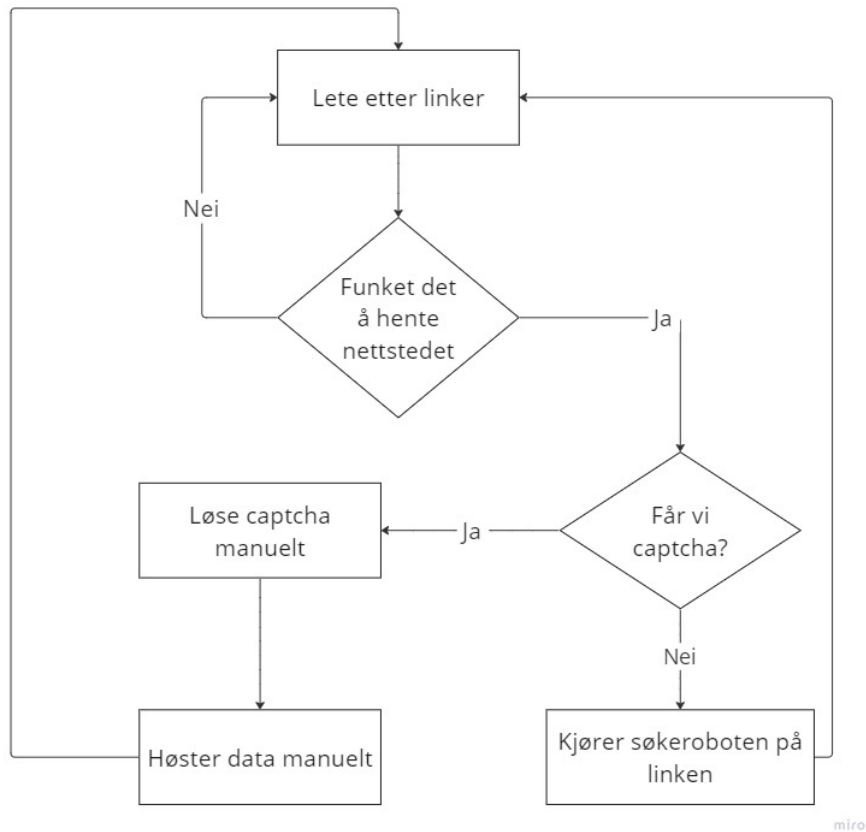 Lete etter linker
Nei
Funket det
å hente
nettstedet
Ja
Får vi
captcha?
Ja
Løse captcha
manuelt
Nei
Høster data manuelt
Kjører søkeroboten på
linken
miro